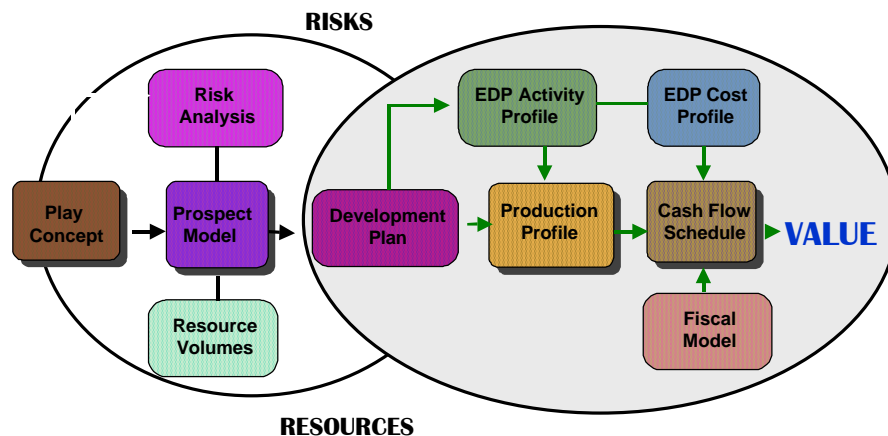 RISKS
Risk
Analysis
EDP Activity
Profile
EDP Cost
Profile
Play
Concept
Prospect
Model
Development
Plan
Production
Profile
Cash Flow
Schedule
VALUE
Resource
Volumes
Fiscal
Model
RESOURCES